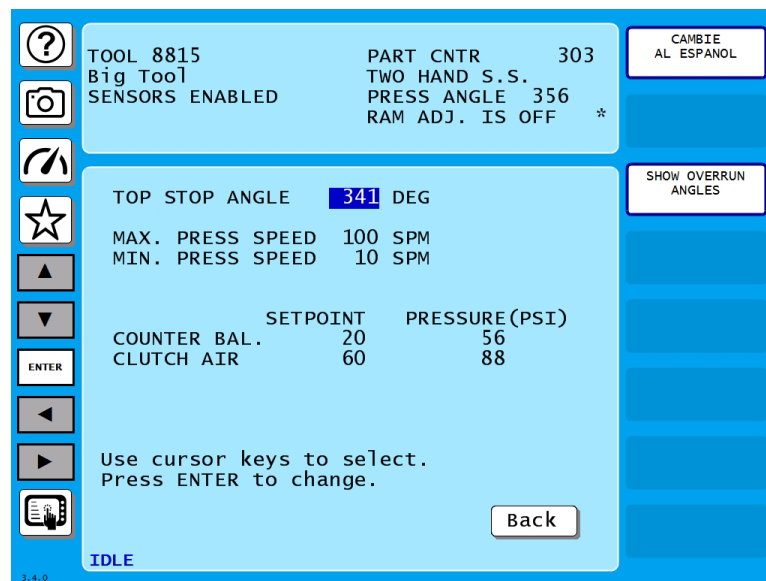 ?
TOOL 8815 PART CNTR 303
Big Tool TWO HAND S.S.
SENSORS ENABLED PRESS ANGLE 356
RAM ADJ. IS OFF *
CAMBIE
AL ESPANOL
TOP STOP ANGLE 341 DEG
MAX. PRESS SPEED 100 SPM
MIN. PRESS SPEED 10 SPM
SETPOINT PRESSURE(PSI)
COUNTER BAL. 20 56
CLUTCH AIR 60 88
SHOW OVERRUN
ANGLES
ENTER
Use cursor keys to select.
Press ENTER to change.
Back
IDLE
3.4.0